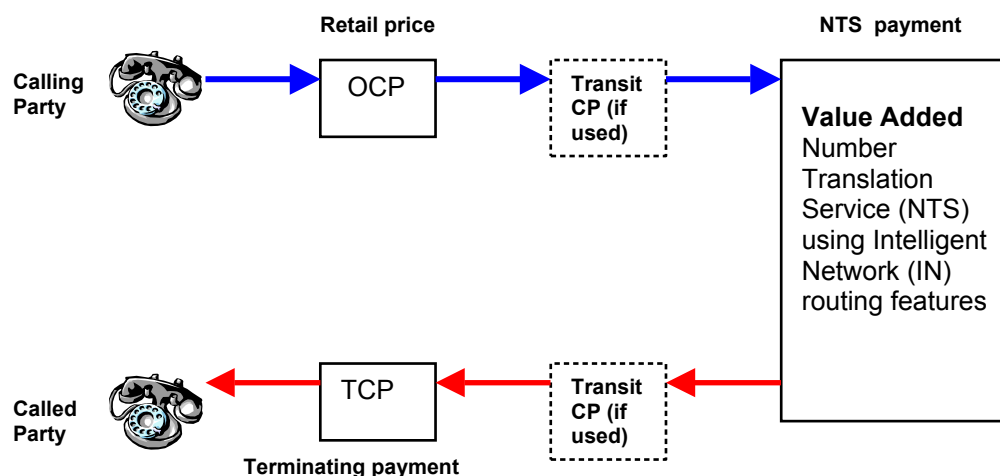 Retail price
NTS payment
Calling
Party
OCP
Transit
CP (if
used)
Value Added
Number
Translation
Service (NTS)
using Intelligent
Network (IN)
routing features
Called
Party
TCP
Transit
CP (if
used)
Terminating payment